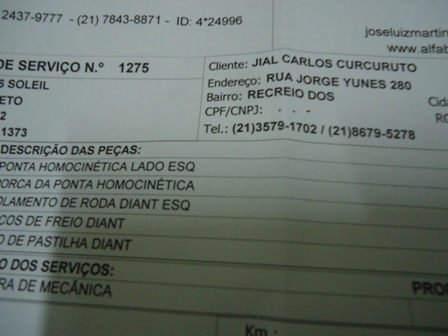 2437-9777 - (21) 7843-8871 - ID: 4*24996
joseluizmartin
www.alfab
DE SERVIÇO N.º 1275
Cliente: JIAL CARLOS CURCURUTO
6 SOLEIL
Endereço: RUA JORGE YUNES 280
ETO
Bairro: RECREIO DOS
Cida
2
CPF/CNPJ: . . -
RO
1373
Tel.: (21)3579-1702 / (21)8679-5278
DESCRIÇÃO DAS PEÇAS:
PONTA HOMOCINÉTICA LADO ESQ
PORCA DA PONTA HOMOCINÉTICA
OLAMENTO DE RODA DIANT ESQ
COS DE FREIO DIANT
O DE PASTILHA DIANT
O DOS SERVIÇOS:
RA DE MECÂNICA
PROD
Km :